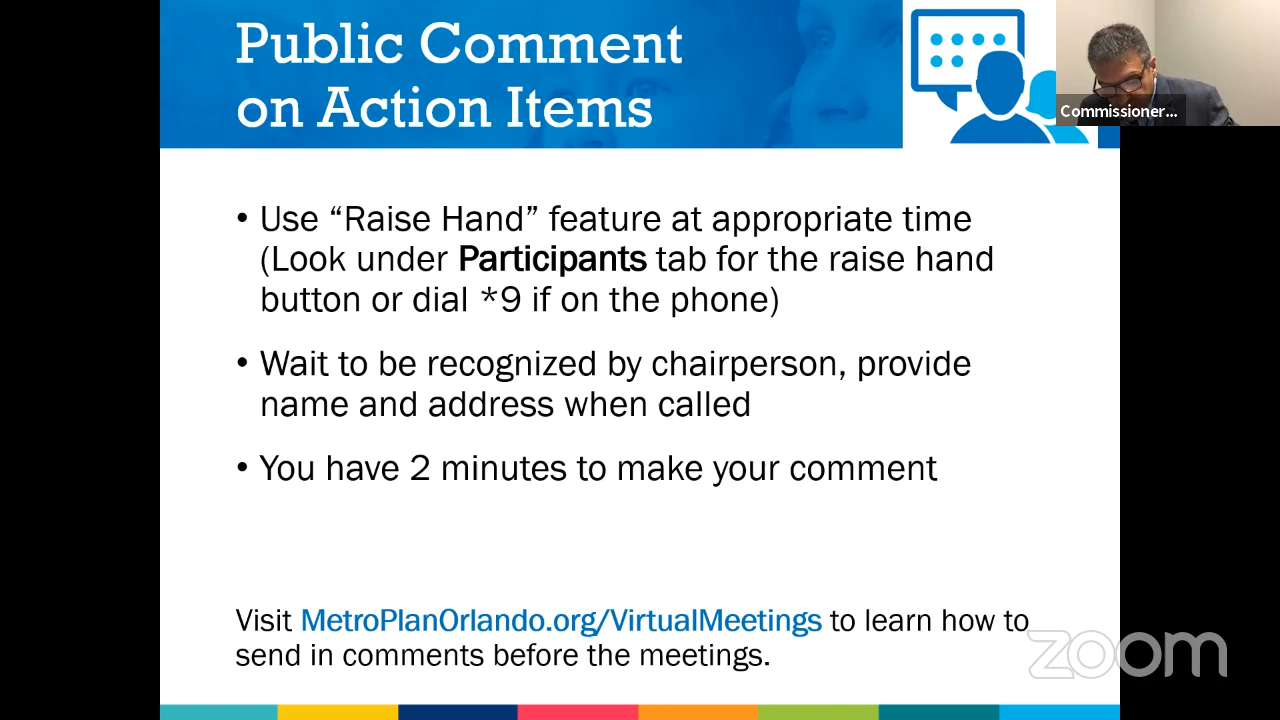 Public Comment
on Action Items
Commissioner...
• Use “Raise Hand” feature at appropriate time
(Look under Participants tab for the raise hand
button or dial *9 if on the phone)
• Wait to be recognized by chairperson, provide
name and address when called
• You have 2 minutes to make your comment
Visit MetroPlanOrlando.org/VirtualMeetings to learn how to
send in comments before the meetings.
zoom